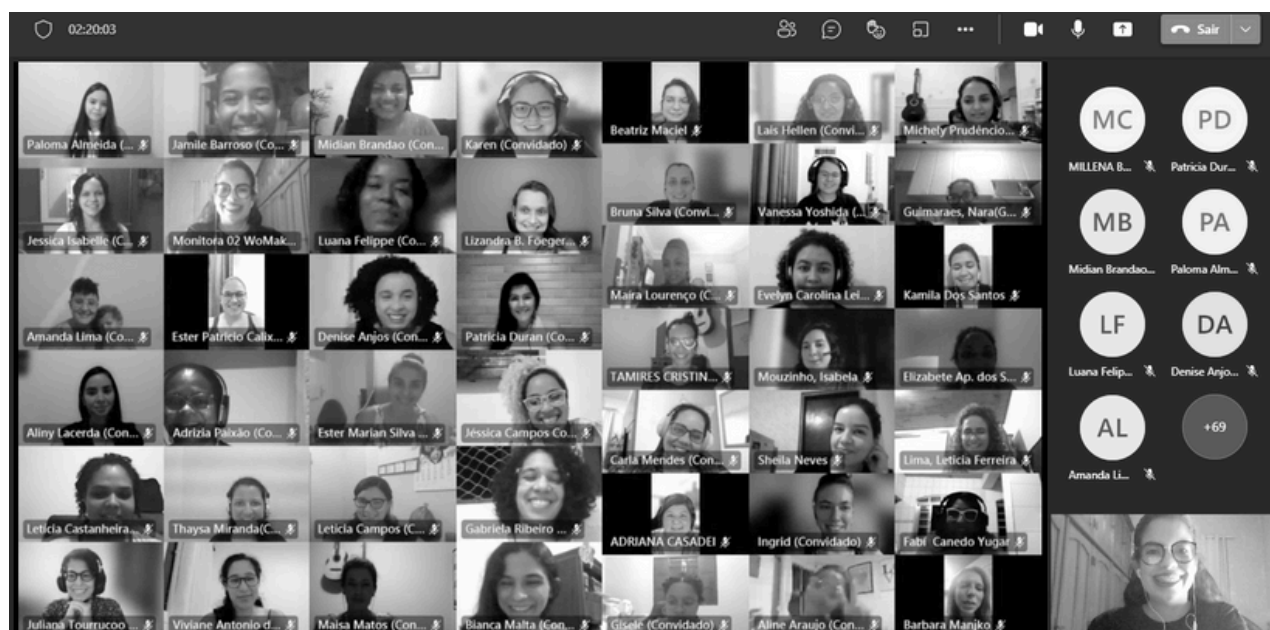 02:20:03
Sair
Paloma Almeida (...
Jamile Barroso (Co...
Midian Brandao (Con...
Karen (Convidado)
Beatriz Maciel
Lais Hellen (Convi...
Michely Prudêncio...
MC
PD
MILLENA B...
Patricia Dur...
Jessica Isabelle (C...
Monitora 02 WoMak...
Luana Felippe (Co...
Lizandra B. Foeger...
Bruna Silva (Convi...
Vanessa Yoshida (...
Guimaraes, Nara(G...
MB
PA
Midian Brandao...
Paloma Alm...
Amanda Lima (Co...
Ester Patrício Calix...
Denise Anjos (Con...
Patricia Duran (Co...
Maira Lourenço (C...
Evelyn Carolina Lei...
Kamila Dos Santos
LF
DA
Luana Felip...
Denise Anjo...
TAMIRES CRISTIN...
Mouzinho, Isabela
Elizabete Ap. dos S...
Aliny Lacerda (Con...
Adrizia Paixão (Co...
Ester Marian Silva ...
Jéssica Campos Co...
Carla Mendes (Con...
Sheila Neves
Lima, Leticia Ferreira
AL
+69
Amanda Li...
Letícia Castanheira...
Thaysa Miranda(C...
Leticia Campos (C...
Gabriela Ribeiro ...
ADRIANA CASADEI
Ingrid (Convidado)
Fabi Canedo Yugar
Juliana Tourrucoo ...
Viviane Antonio d...
Maisa Matos (Con...
Bianca Malta (Con...
Gisele (Convidado)
Aline Araujo (Con...
Barbara Manjko